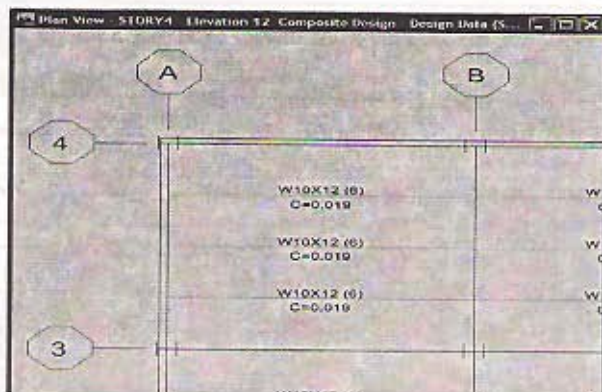 Plan View - STORY4 Elevation 12 Composite Design - Design Data (S...
A
B
4
W10X12 (6)
C=0.019
W
C
W10X12 (6)
C=0.019
W
C
W10X12 (6)
C=0.019
W
C
3